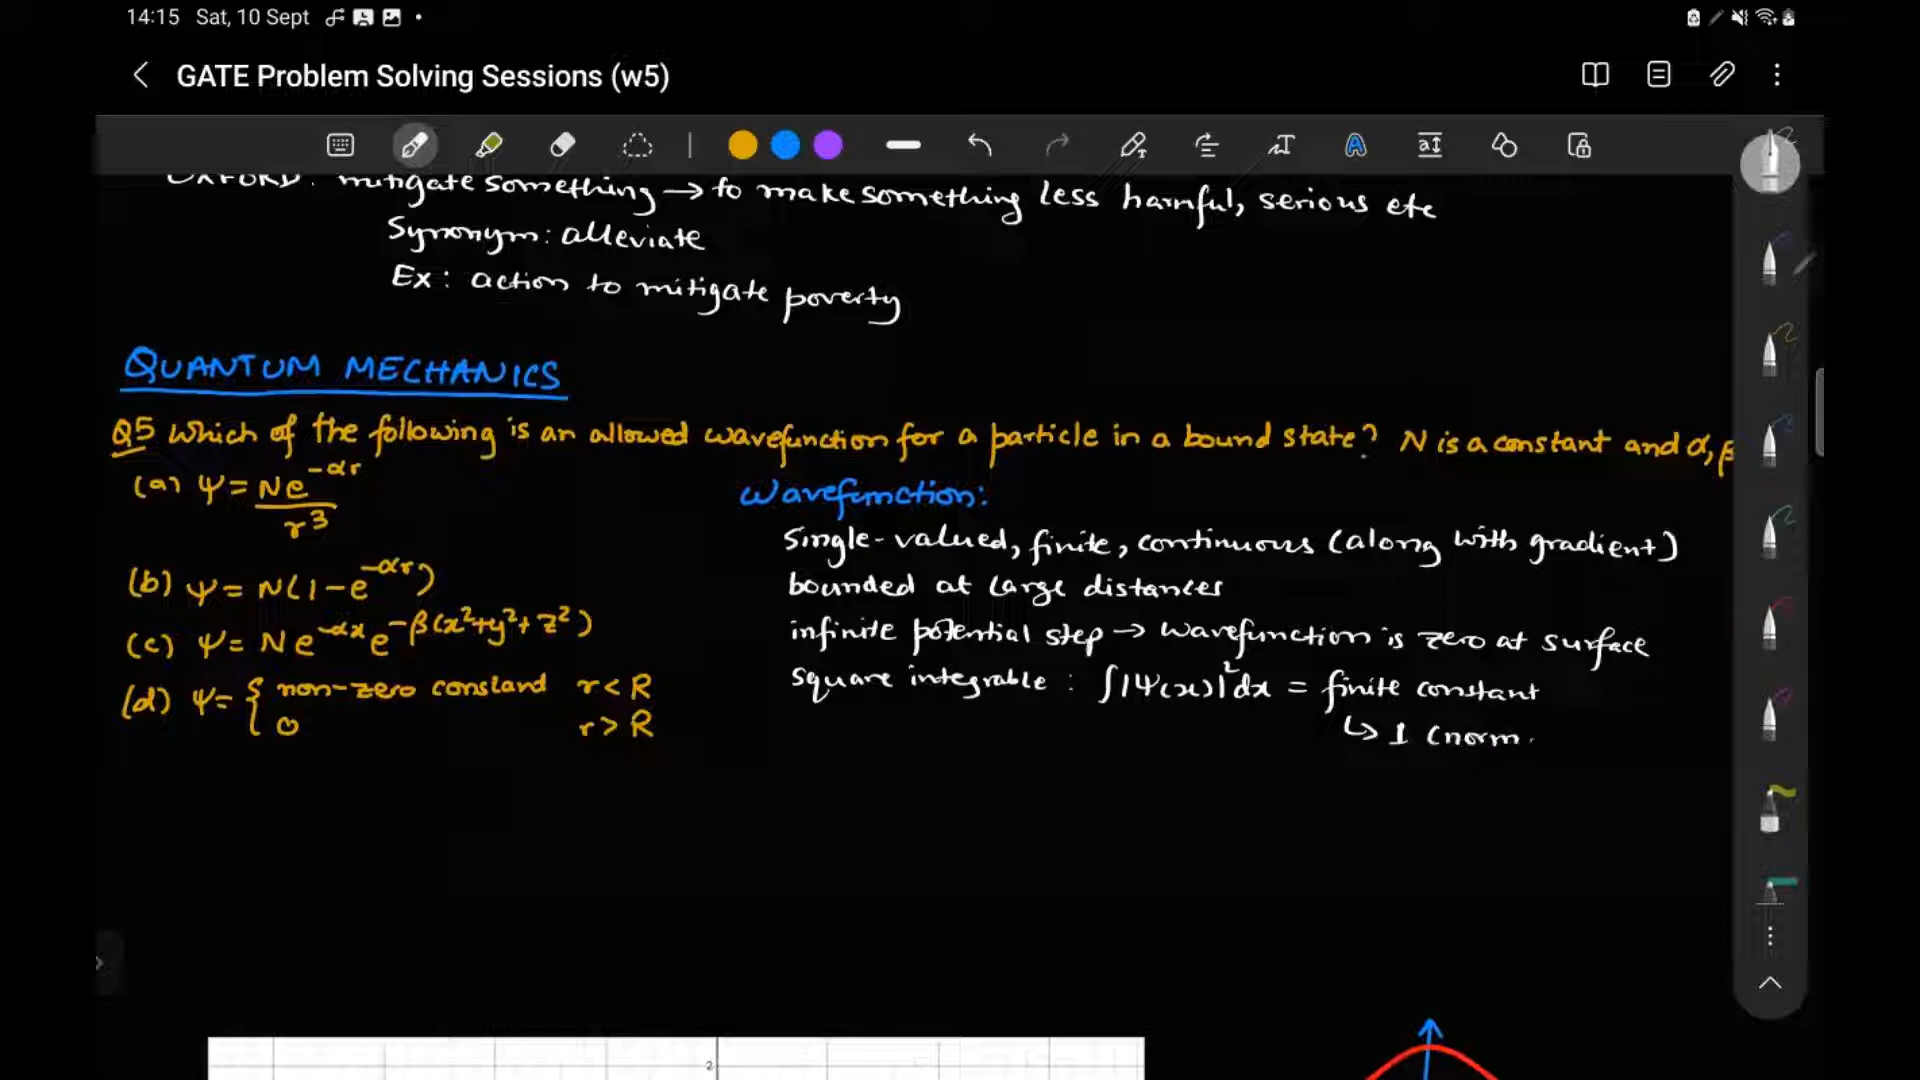 14:15 Sat, 10 Sept
GATE Problem Solving Sessions (w5)
OXFORD: mitigate something → to make something less harmful, serious etc
Synonym: alleviate
Ex: action to mitigate poverty
QUANTUM MECHANICS
Q5 Which of the following is an allowed wavefunction for a particle in a bound state? N is a constant and α, β
(a) Ψ = Ne^{-αr} / r³
(b) Ψ = N(1-e^{-αr})
(c) Ψ = Ne^{-αx}e^{-β(x²+y²+z²)}
(d) Ψ = { non-zero constand r < R
0 r > R
Wavefunction:
Single-valued, finite, continuous (along with gradient)
bounded at large distances
infinite potential step → wavefunction is zero at surface
square integrable: ∫|Ψ(x)|²dx = finite constant
↳ 1 (norm.
2